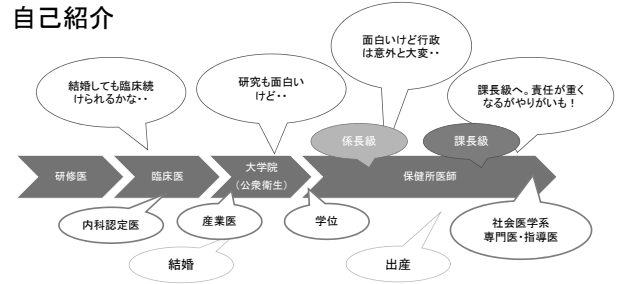 自己紹介
面白いけど行政
は意外と大変・・
結婚しても臨床続
けられるかな・・
研究も面白い
けど・・
課長級へ。責任が重く
なるがやりがいも！
係長級
課長級
研修医
臨床医
大学院
（公衆衛生）
保健所医師
内科認定医
産業医
学位
社会医学系
専門医・指導医
結婚
出産